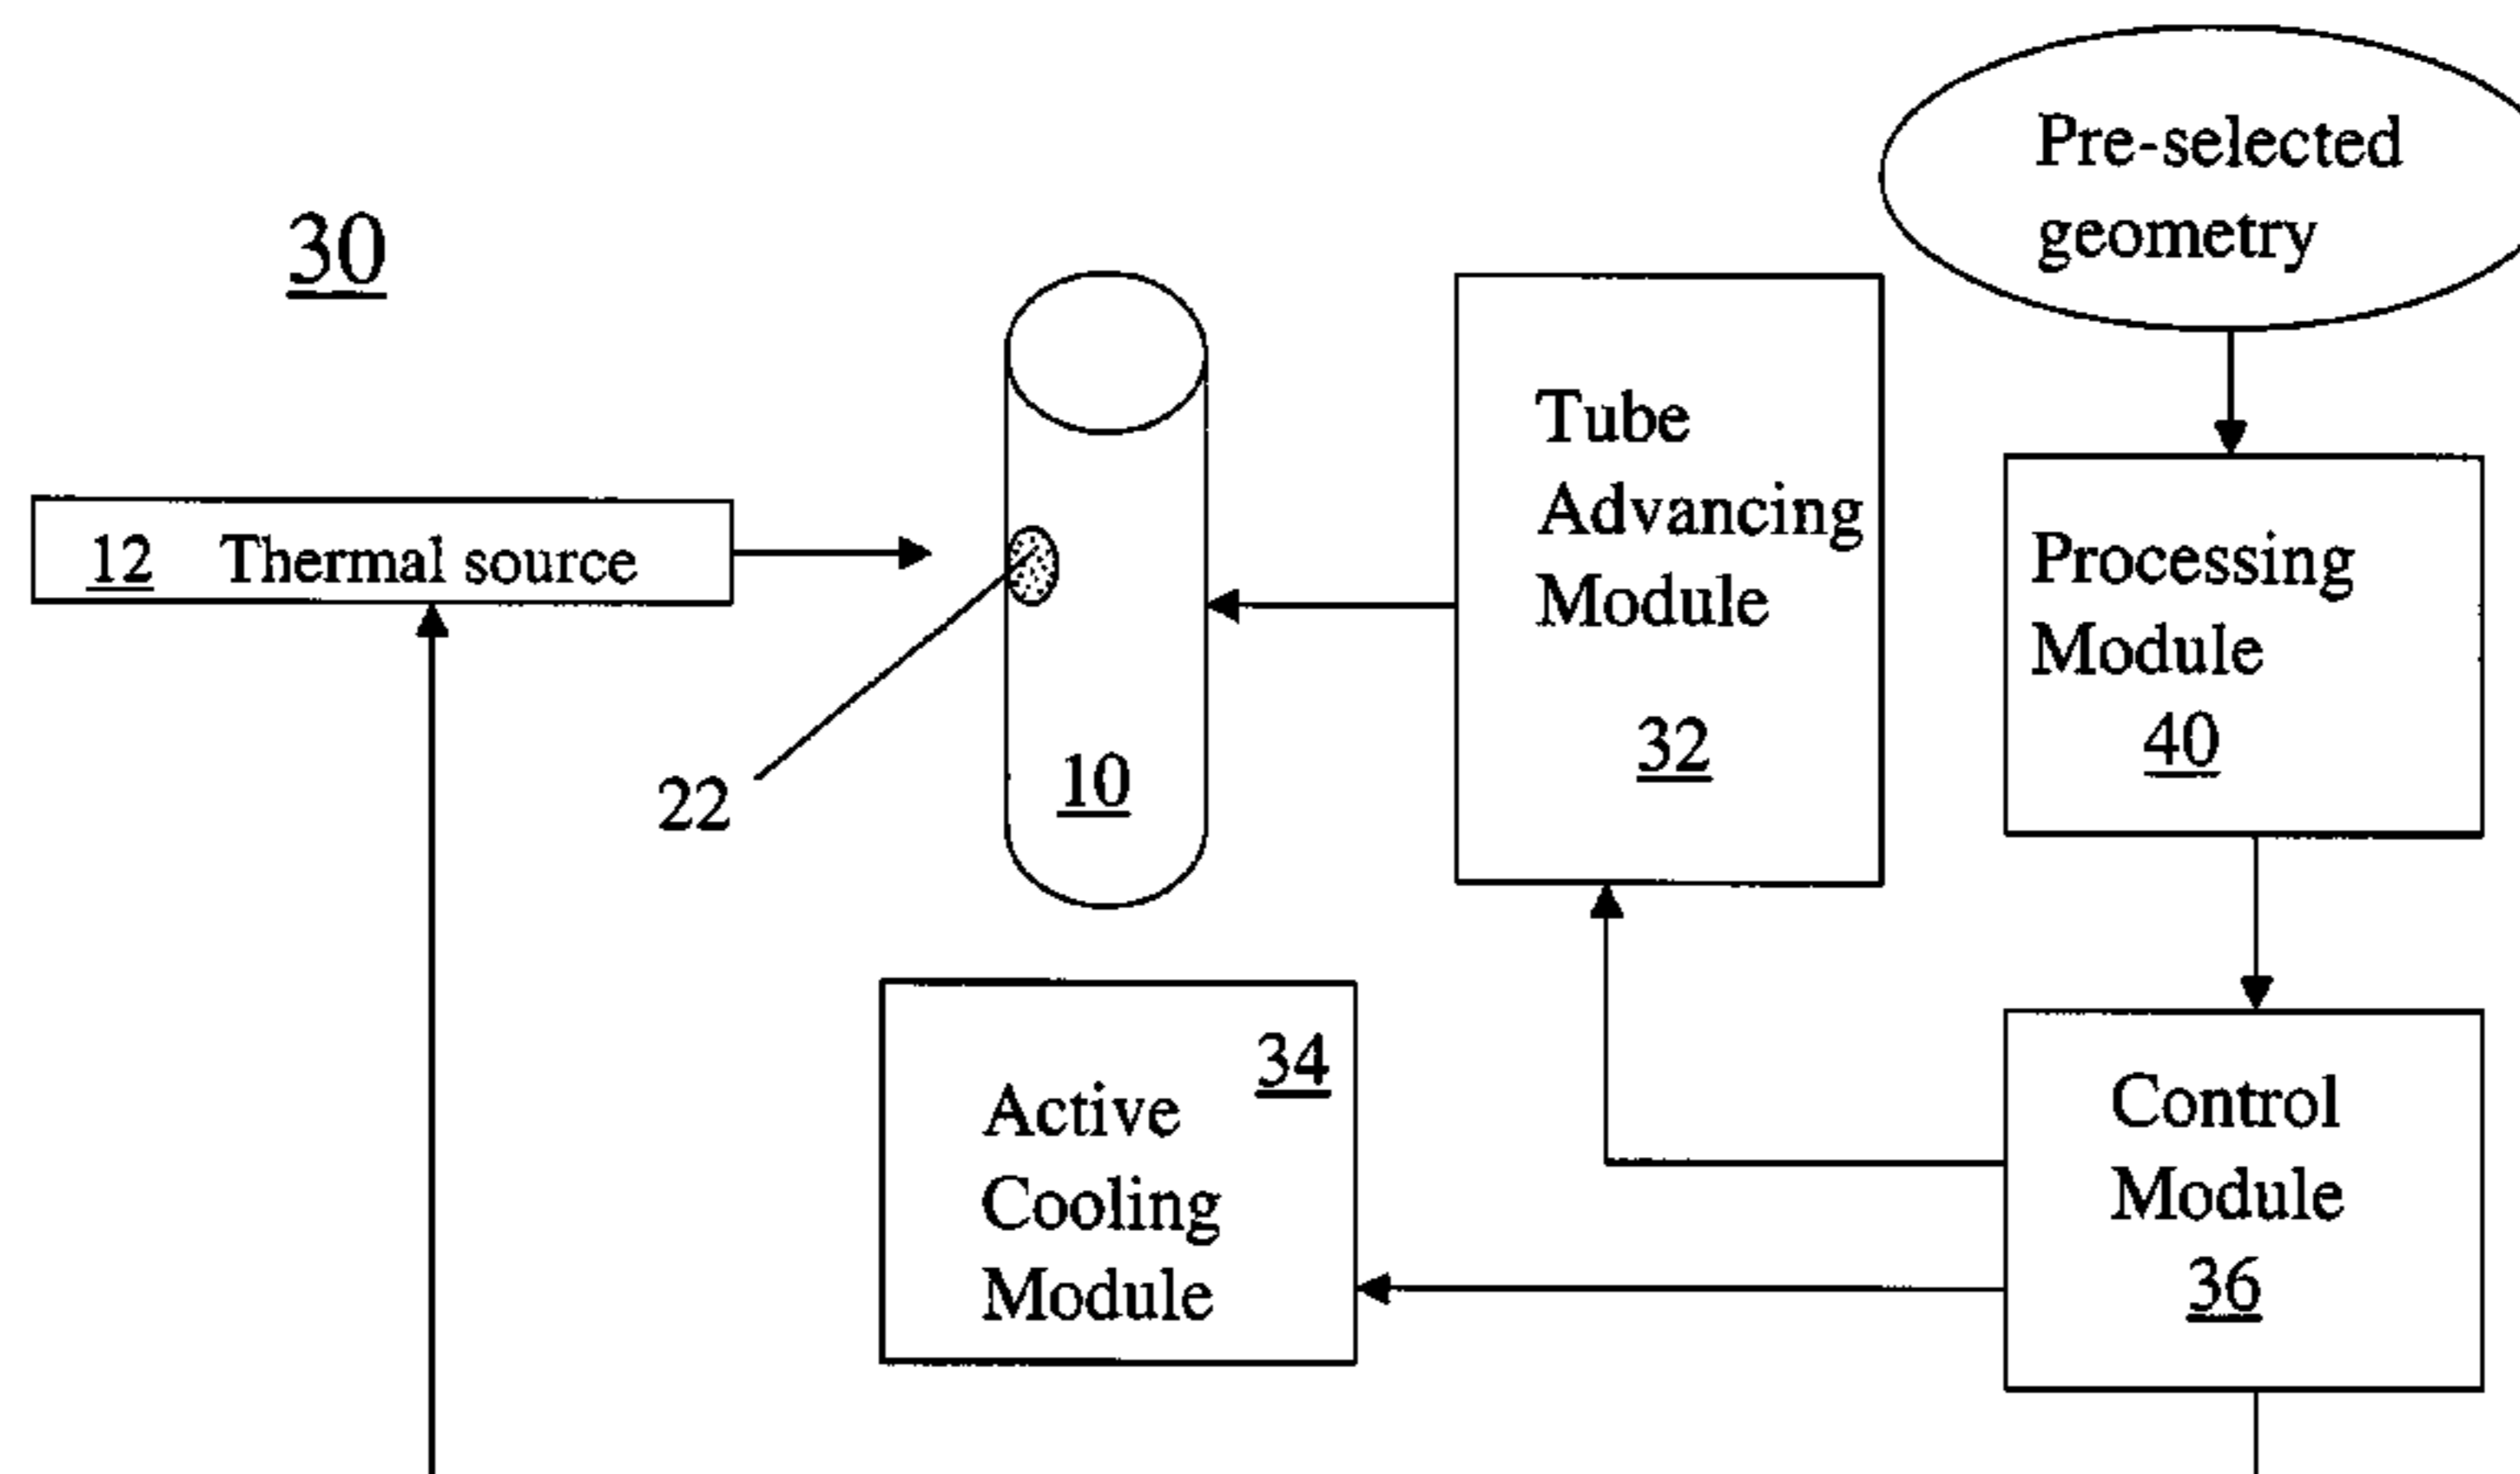 Pre-selected
geometry
30
12 Thermal source
22
10
Tube
Advancing
Module
32
Processing
Module
40
34
Active
Cooling
Module
Control
Module
36